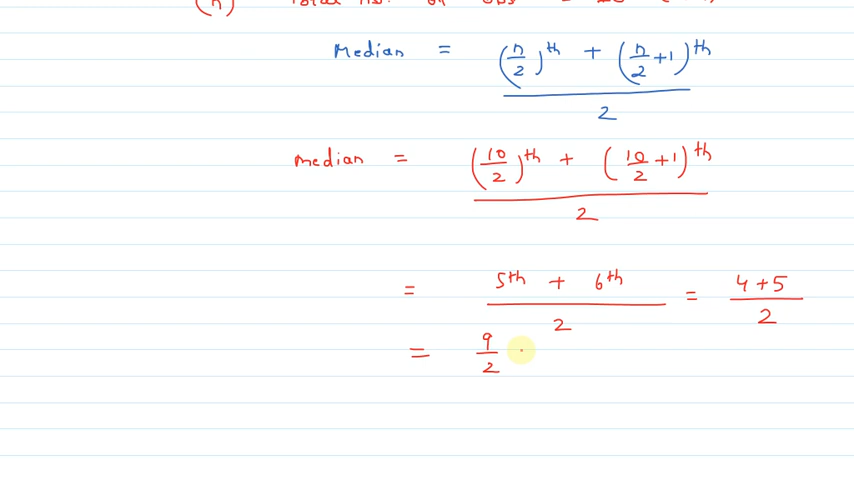 (n)
Median = (n/2)th + (n/2 + 1)th / 2
median = (10/2)th + (10/2 + 1)th / 2
= 5th + 6th / 2 = 4 + 5 / 2
= 9/2